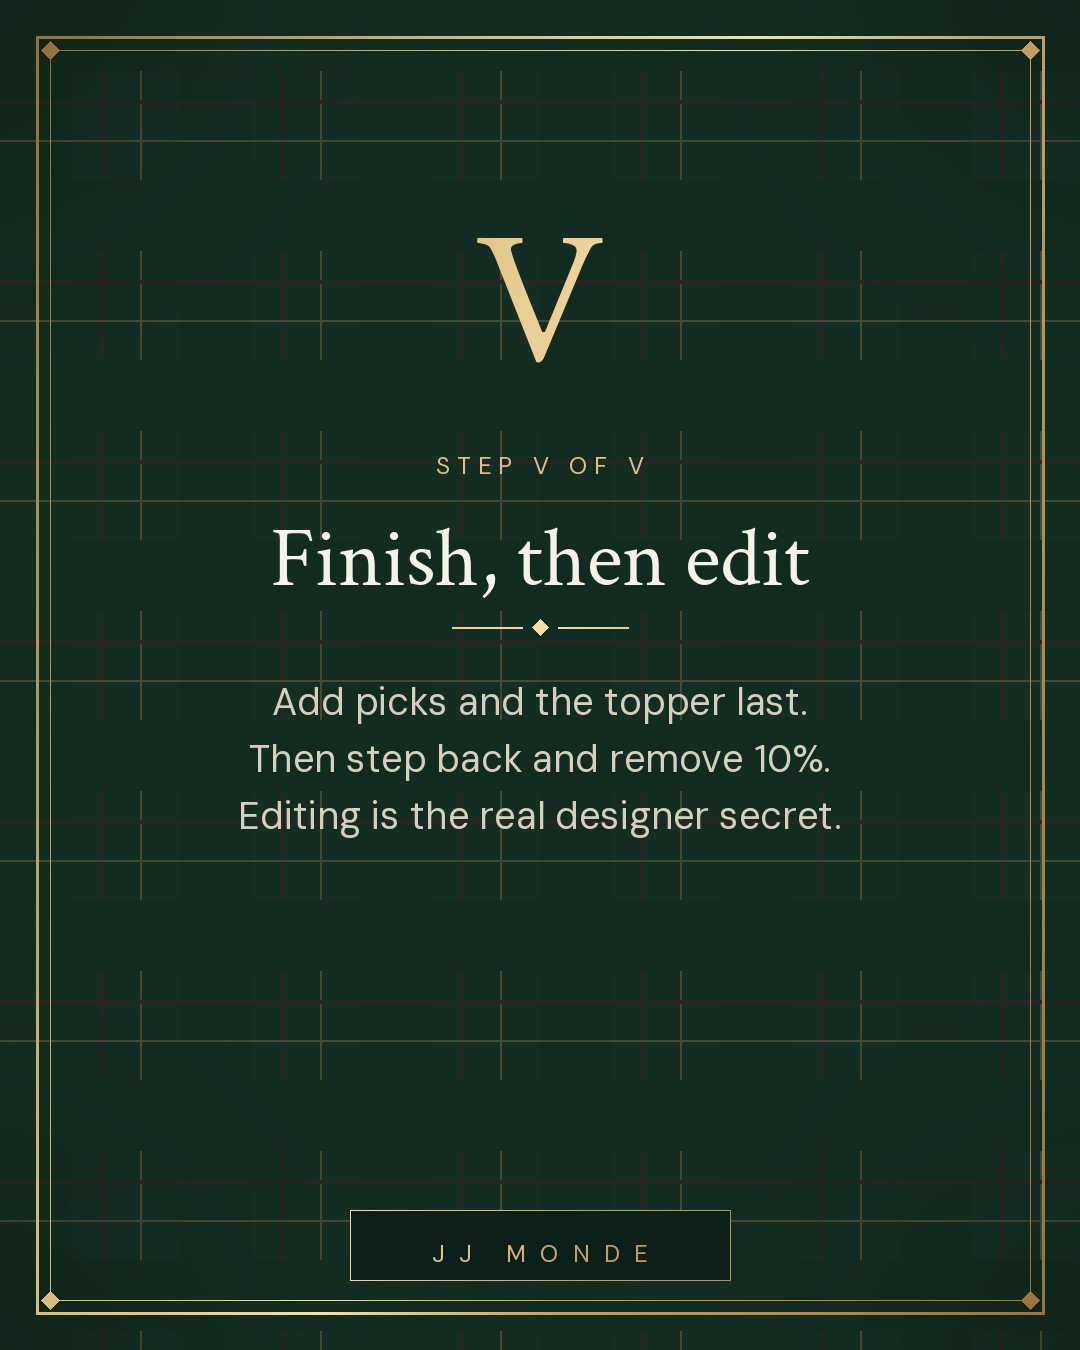 V
STEP V OF V
Finish, then edit
Add picks and the topper last.
Then step back and remove 10%.
Editing is the real designer secret.
JJ MONDE